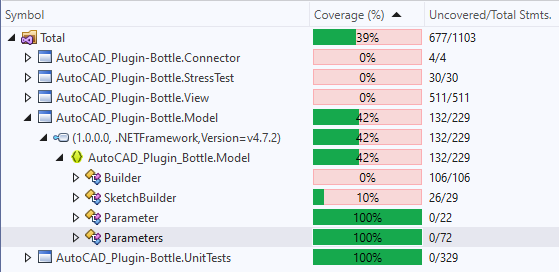 Symbol Coverage (%) Uncovered/Total Stmts.
Total 39% 677/1103
AutoCAD_Plugin-Bottle.Connector 0% 4/4
AutoCAD_Plugin-Bottle.StressTest 0% 30/30
AutoCAD_Plugin-Bottle.View 0% 511/511
AutoCAD_Plugin-Bottle.Model 42% 132/229
(1.0.0.0, .NETFramework,Version=v4.7.2) 42% 132/229
AutoCAD_Plugin_Bottle.Model 42% 132/229
Builder 0% 106/106
SketchBuilder 10% 26/29
Parameter 100% 0/22
Parameters 100% 0/72
AutoCAD_Plugin-Bottle.UnitTests 100% 0/329